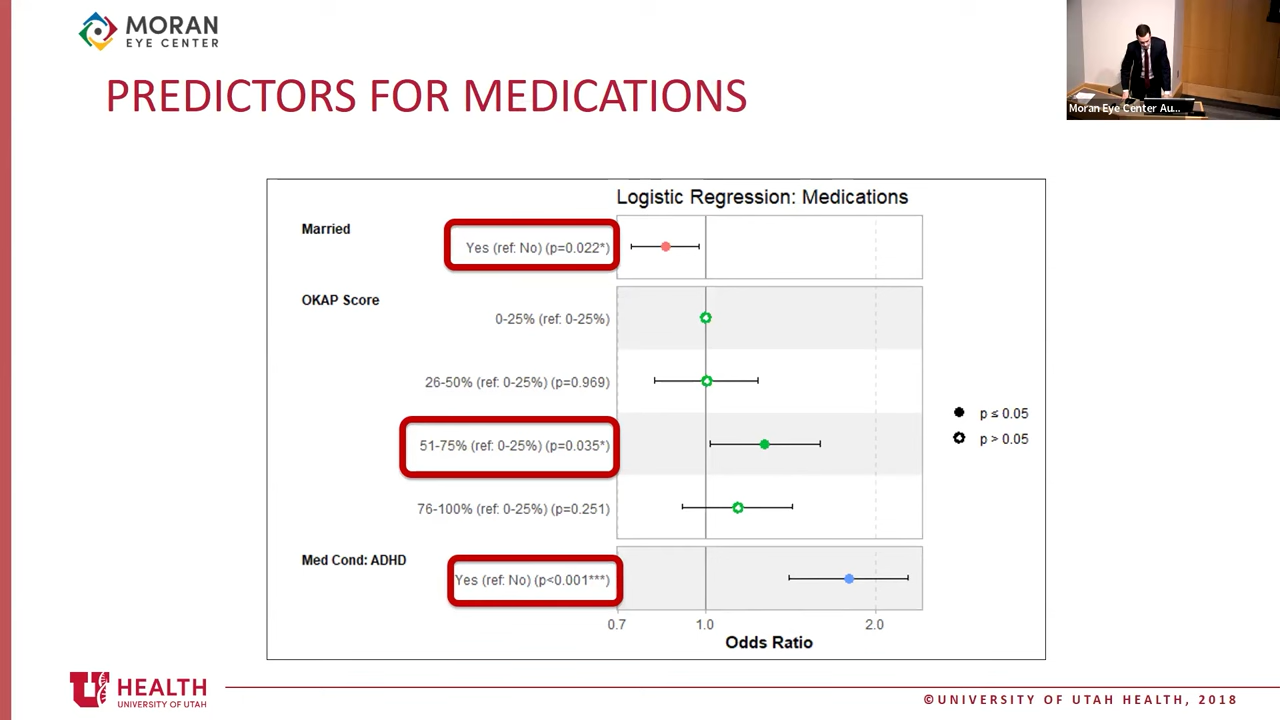 MORAN
EYE CENTER
Moran Eye Center Au...
PREDICTORS FOR MEDICATIONS
Logistic Regression: Medications
Married
Yes (ref: No) (p=0.022*)
OKAP Score
0-25% (ref: 0-25%)
26-50% (ref: 0-25%) (p=0.969)
51-75% (ref: 0-25%) (p=0.035*)
76-100% (ref: 0-25%) (p=0.251)
Med Cond: ADHD
Yes (ref: No) (p<0.001***)
p ≤ 0.05
p > 0.05
0.7 1.0 2.0
Odds Ratio
U HEALTH
UNIVERSITY OF UTAH
©UNIVERSITY OF UTAH HEALTH, 2018